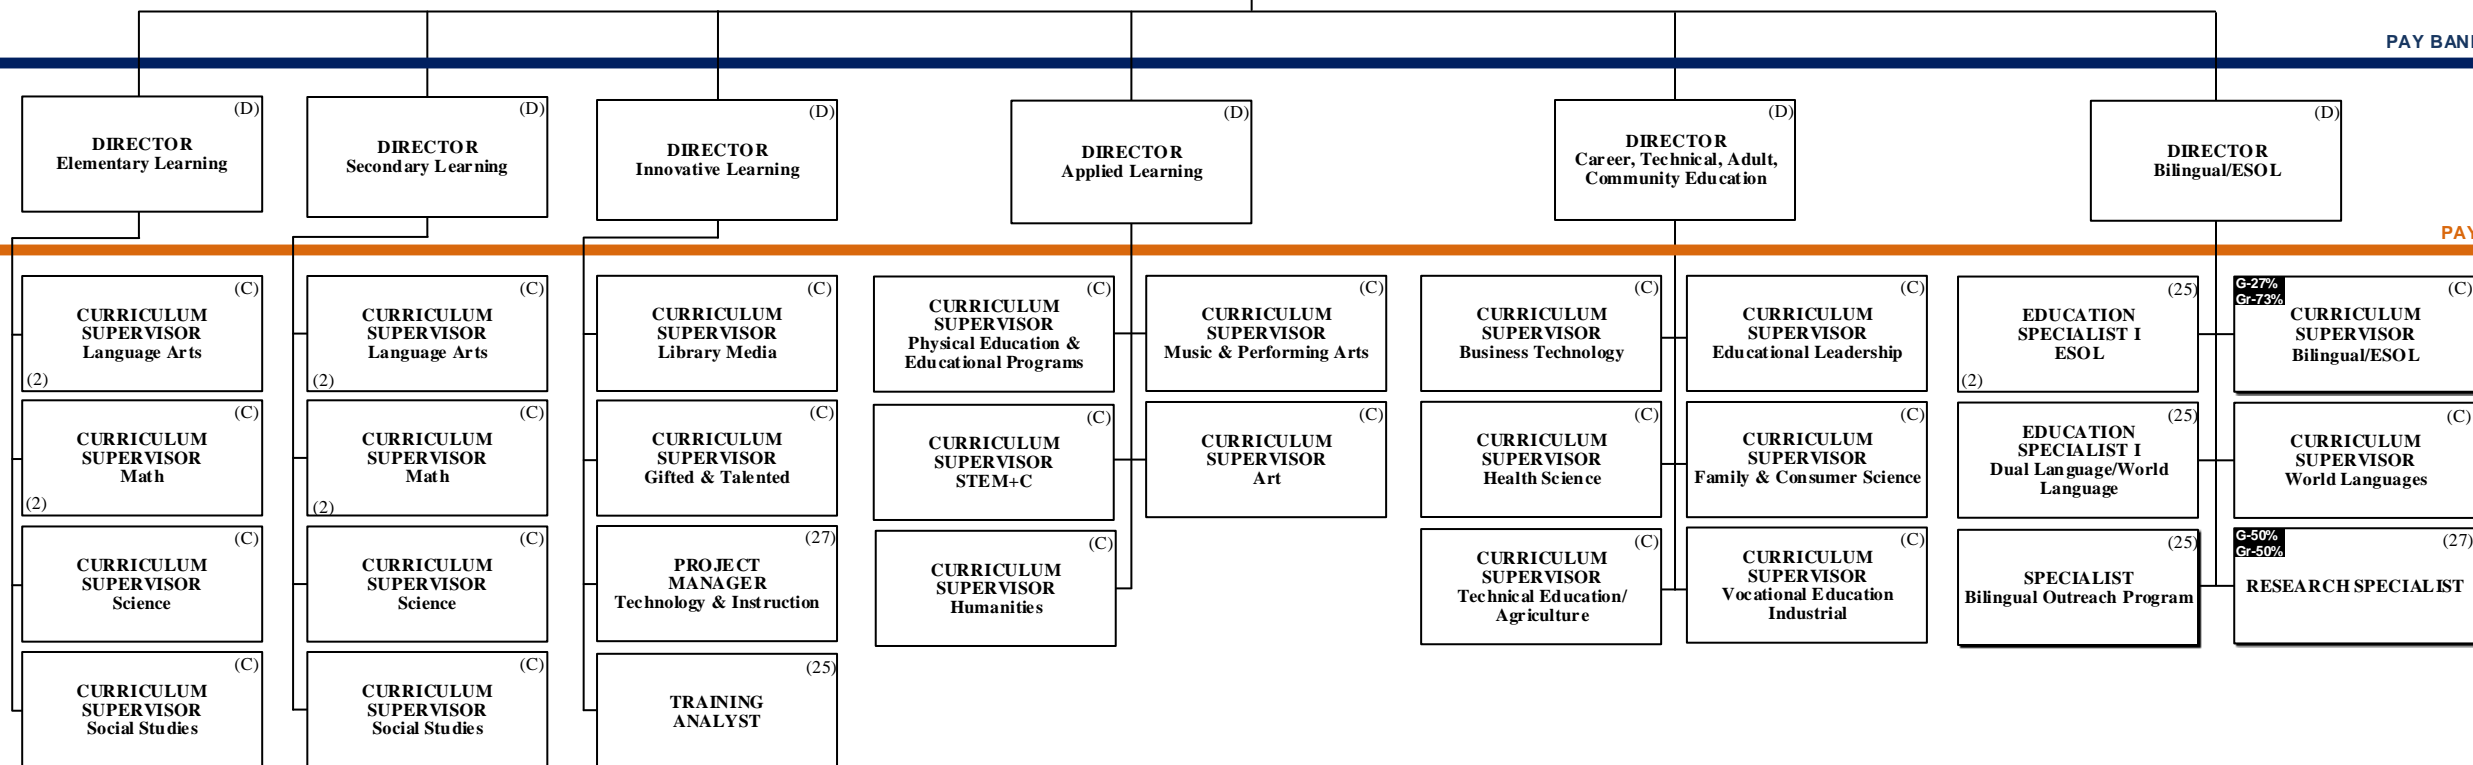 PAY BAN
(D)
DIRECTOR
Elementary Learning
(D)
DIRECTOR
Secondary Learning
(D)
DIRECTOR
Innovative Learning
(D)
DIRECTOR
Applied Learning
(D)
DIRECTOR
Career, Technical, Adult,
Community Education
(D)
DIRECTOR
Bilingual/ESOL
PAY
(C)
CURRICULUM
SUPERVISOR
Language Arts
(2)
(C)
CURRICULUM
SUPERVISOR
Math
(2)
(C)
CURRICULUM
SUPERVISOR
Science
(C)
CURRICULUM
SUPERVISOR
Social Studies
(C)
CURRICULUM
SUPERVISOR
Language Arts
(2)
(C)
CURRICULUM
SUPERVISOR
Math
(2)
(C)
CURRICULUM
SUPERVISOR
Science
(C)
CURRICULUM
SUPERVISOR
Social Studies
(C)
CURRICULUM
SUPERVISOR
Library Media
(C)
CURRICULUM
SUPERVISOR
Gifted & Talented
(27)
PROJECT
MANAGER
Technology & Instruction
(25)
TRAINING
ANALYST
(C)
CURRICULUM
SUPERVISOR
Physical Education &
Educational Programs
(C)
CURRICULUM
SUPERVISOR
Music & Performing Arts
(C)
CURRICULUM
SUPERVISOR
STEM+C
(C)
CURRICULUM
SUPERVISOR
Art
(C)
CURRICULUM
SUPERVISOR
Humanities
(C)
CURRICULUM
SUPERVISOR
Business Technology
(C)
CURRICULUM
SUPERVISOR
Educational Leadership
(C)
CURRICULUM
SUPERVISOR
Health Science
(C)
CURRICULUM
SUPERVISOR
Family & Consumer Science
(C)
CURRICULUM
SUPERVISOR
Technical Education/
Agriculture
(C)
CURRICULUM
SUPERVISOR
Vocational Education
Industrial
(25)
EDUCATION
SPECIALIST I
ESOL
(2)
G-27%
Gr-73%
(C)
CURRICULUM
SUPERVISOR
Bilingual/ESOL
(25)
EDUCATION
SPECIALIST I
Dual Language/World
Language
(C)
CURRICULUM
SUPERVISOR
World Languages
(25)
SPECIALIST
Bilingual Outreach Program
G-50%
Gr-50%
(27)
RESEARCH SPECIALIST